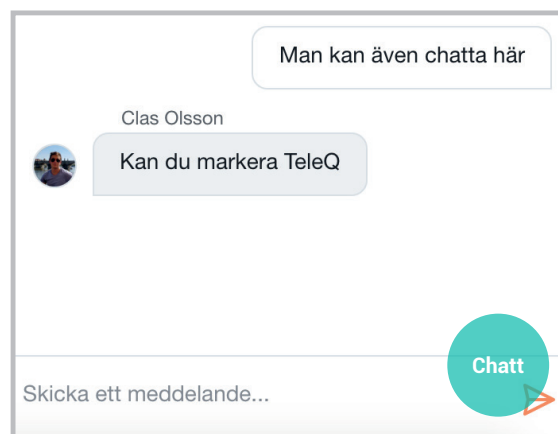 Man kan även chatta här
Clas Olsson
Kan du markera TeleQ
Chatt
Skicka ett meddelande...